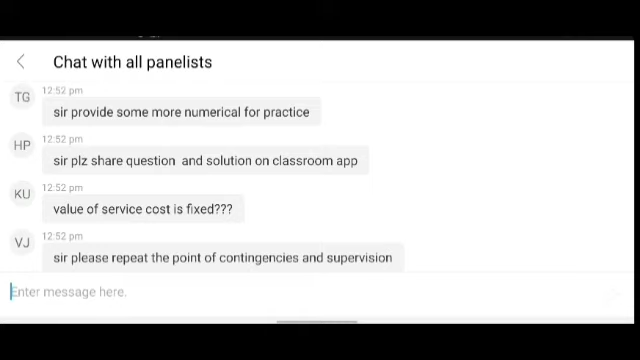 Chat with all panelists
12:52 pm
TG
sir provide some more numerical for practice
12:52 pm
HP
sir plz share question and solution on classroom app
12:52 pm
KU
value of service cost is fixed???
12:52 pm
VJ
sir please repeat the point of contingencies and supervision
Enter message here.